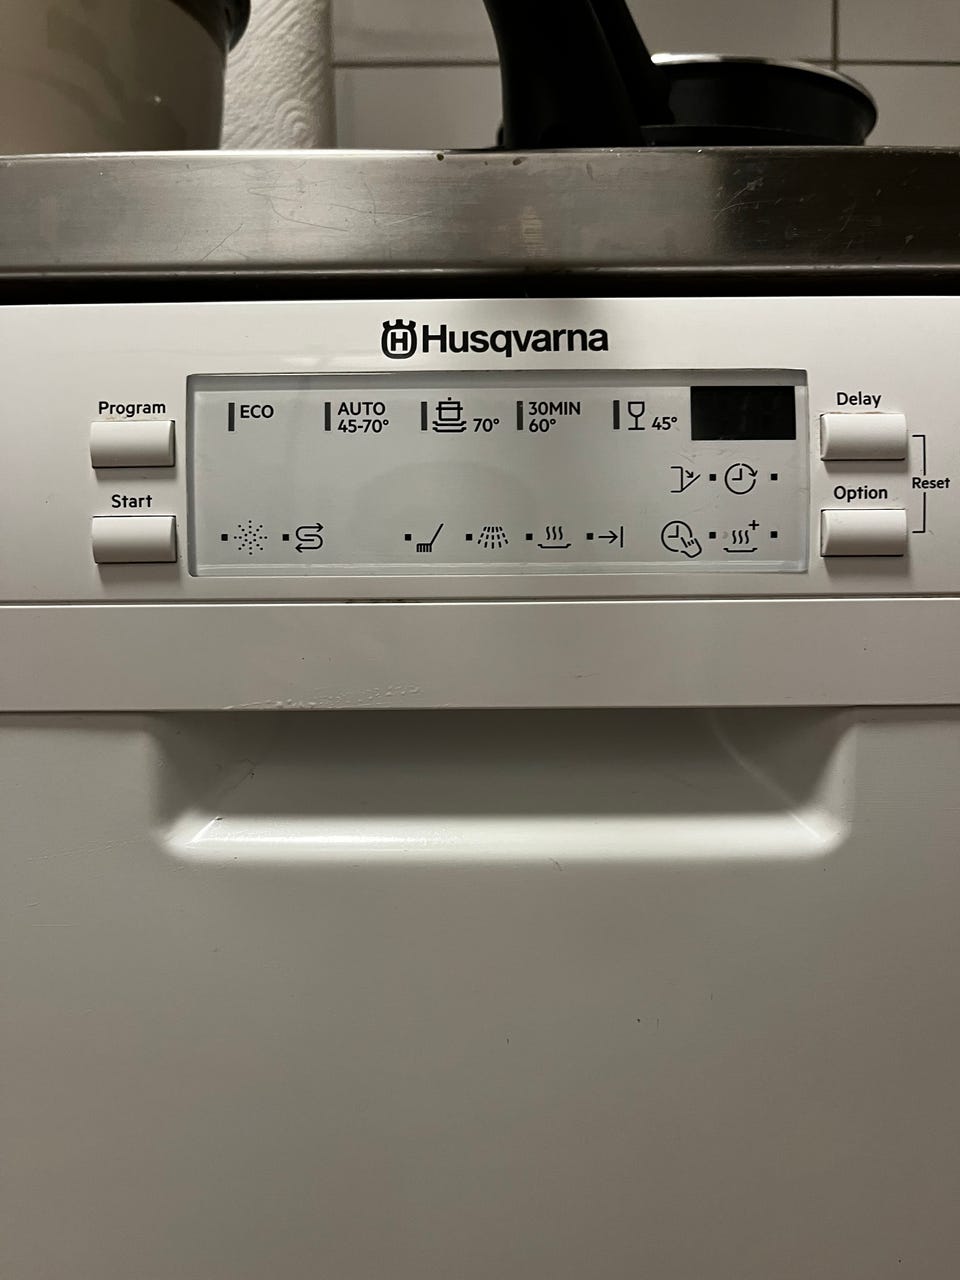 Husqvarna
Program
Start
ECO
AUTO
45-70°
70°
30MIN
60°
45°
Delay
Option
Reset